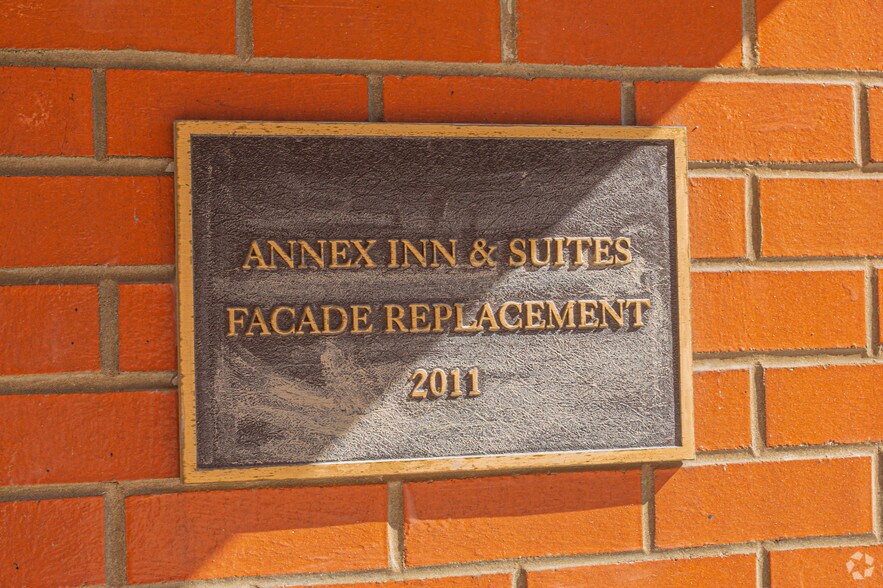 ANNEX INN & SUITES
FACADE REPLACEMENT
2011